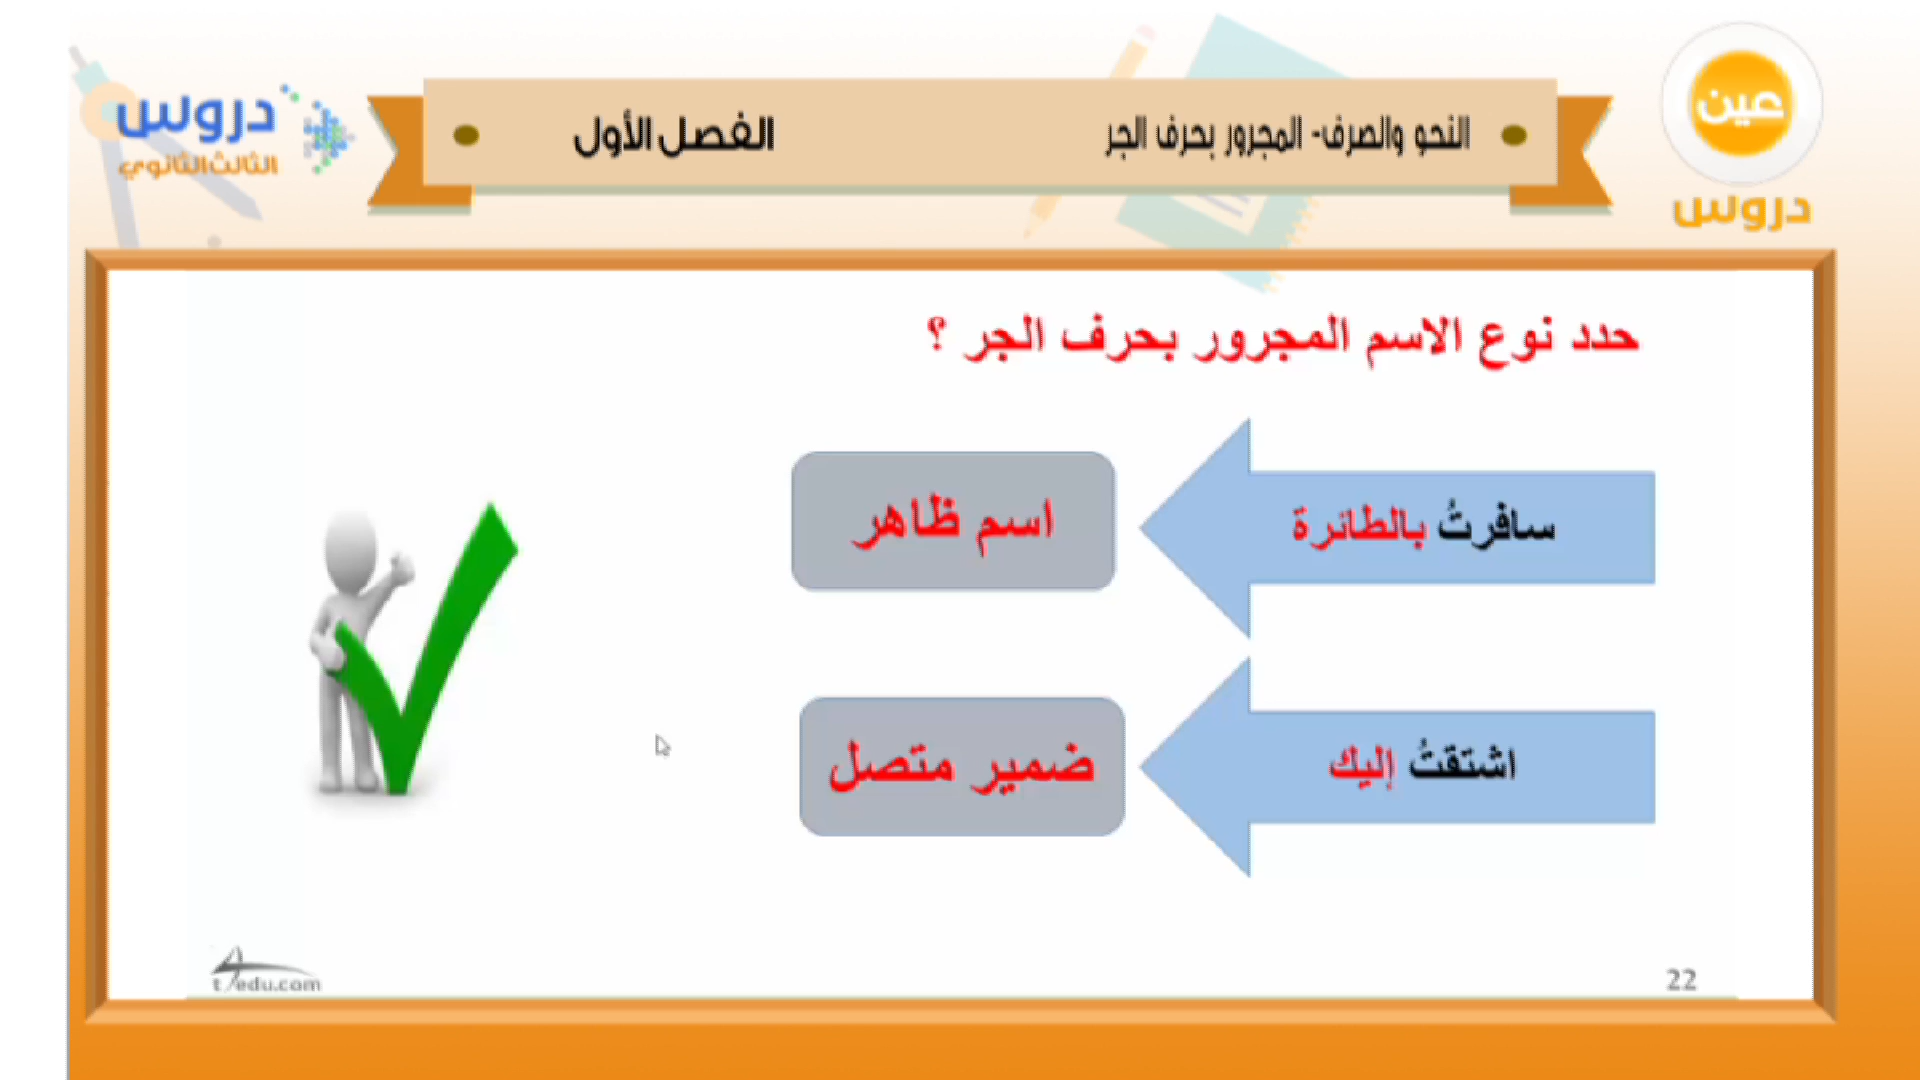 عين
دروس
النحو والصرف- المجرور بحرف الجر
الفصل الأول
دروس
الثالث الثانوي
حدد نوع الاسم المجرور بحرف الجر ؟
سافرتُ بالطائرة
اسم ظاهر
اشتقتُ إليك
ضمير متصل
t4edu.com
22